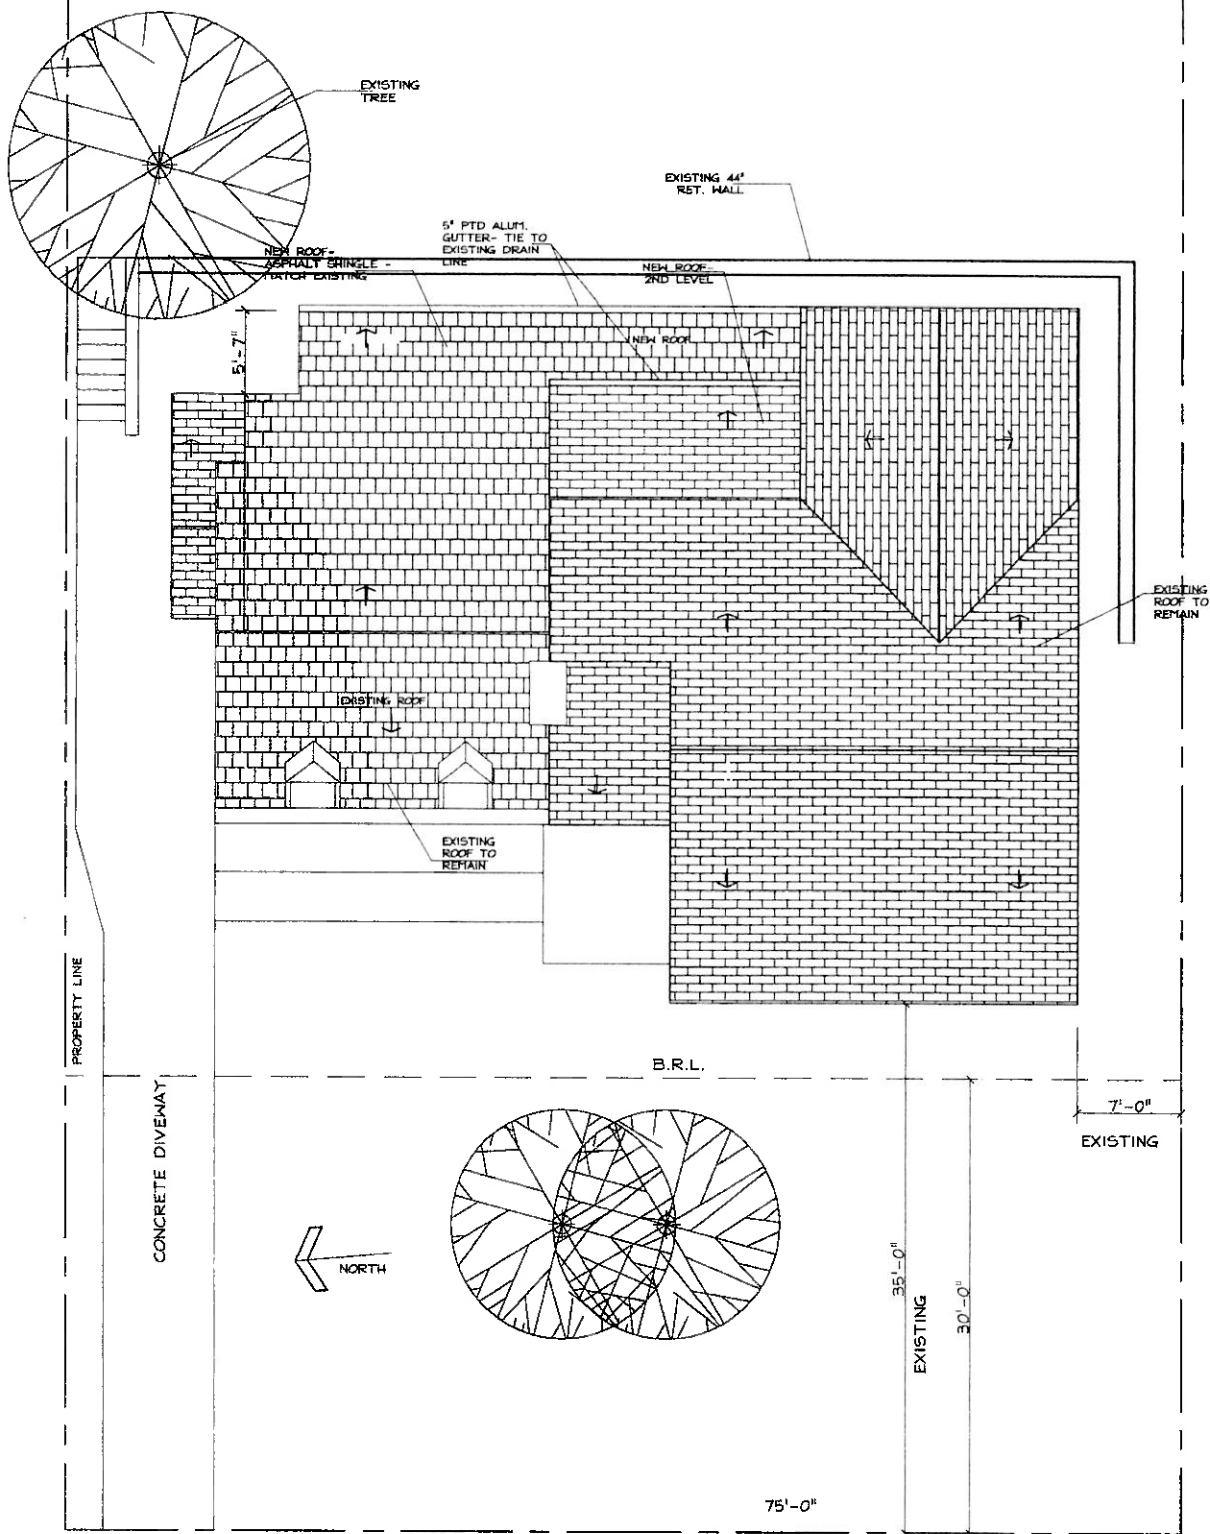 EXISTING
TREE
EXISTING 44"
RET. WALL
5" PTD ALUM.
GUTTER- TIE TO
EXISTING DRAIN
LINE
NEW ROOF-
ASPHALT SHINGLE -
MATCH EXISTING
NEW ROOF-
2ND LEVEL
5'-7"
NEW ROOF
EXISTING
ROOF TO
REMAIN
EXISTING ROOF
EXISTING
ROOF TO
REMAIN
PROPERTY LINE
B.R.L.
CONCRETE DIVEWAY
7'-0"
EXISTING
NORTH
35'-0"
EXISTING
30'-0"
75'-0"